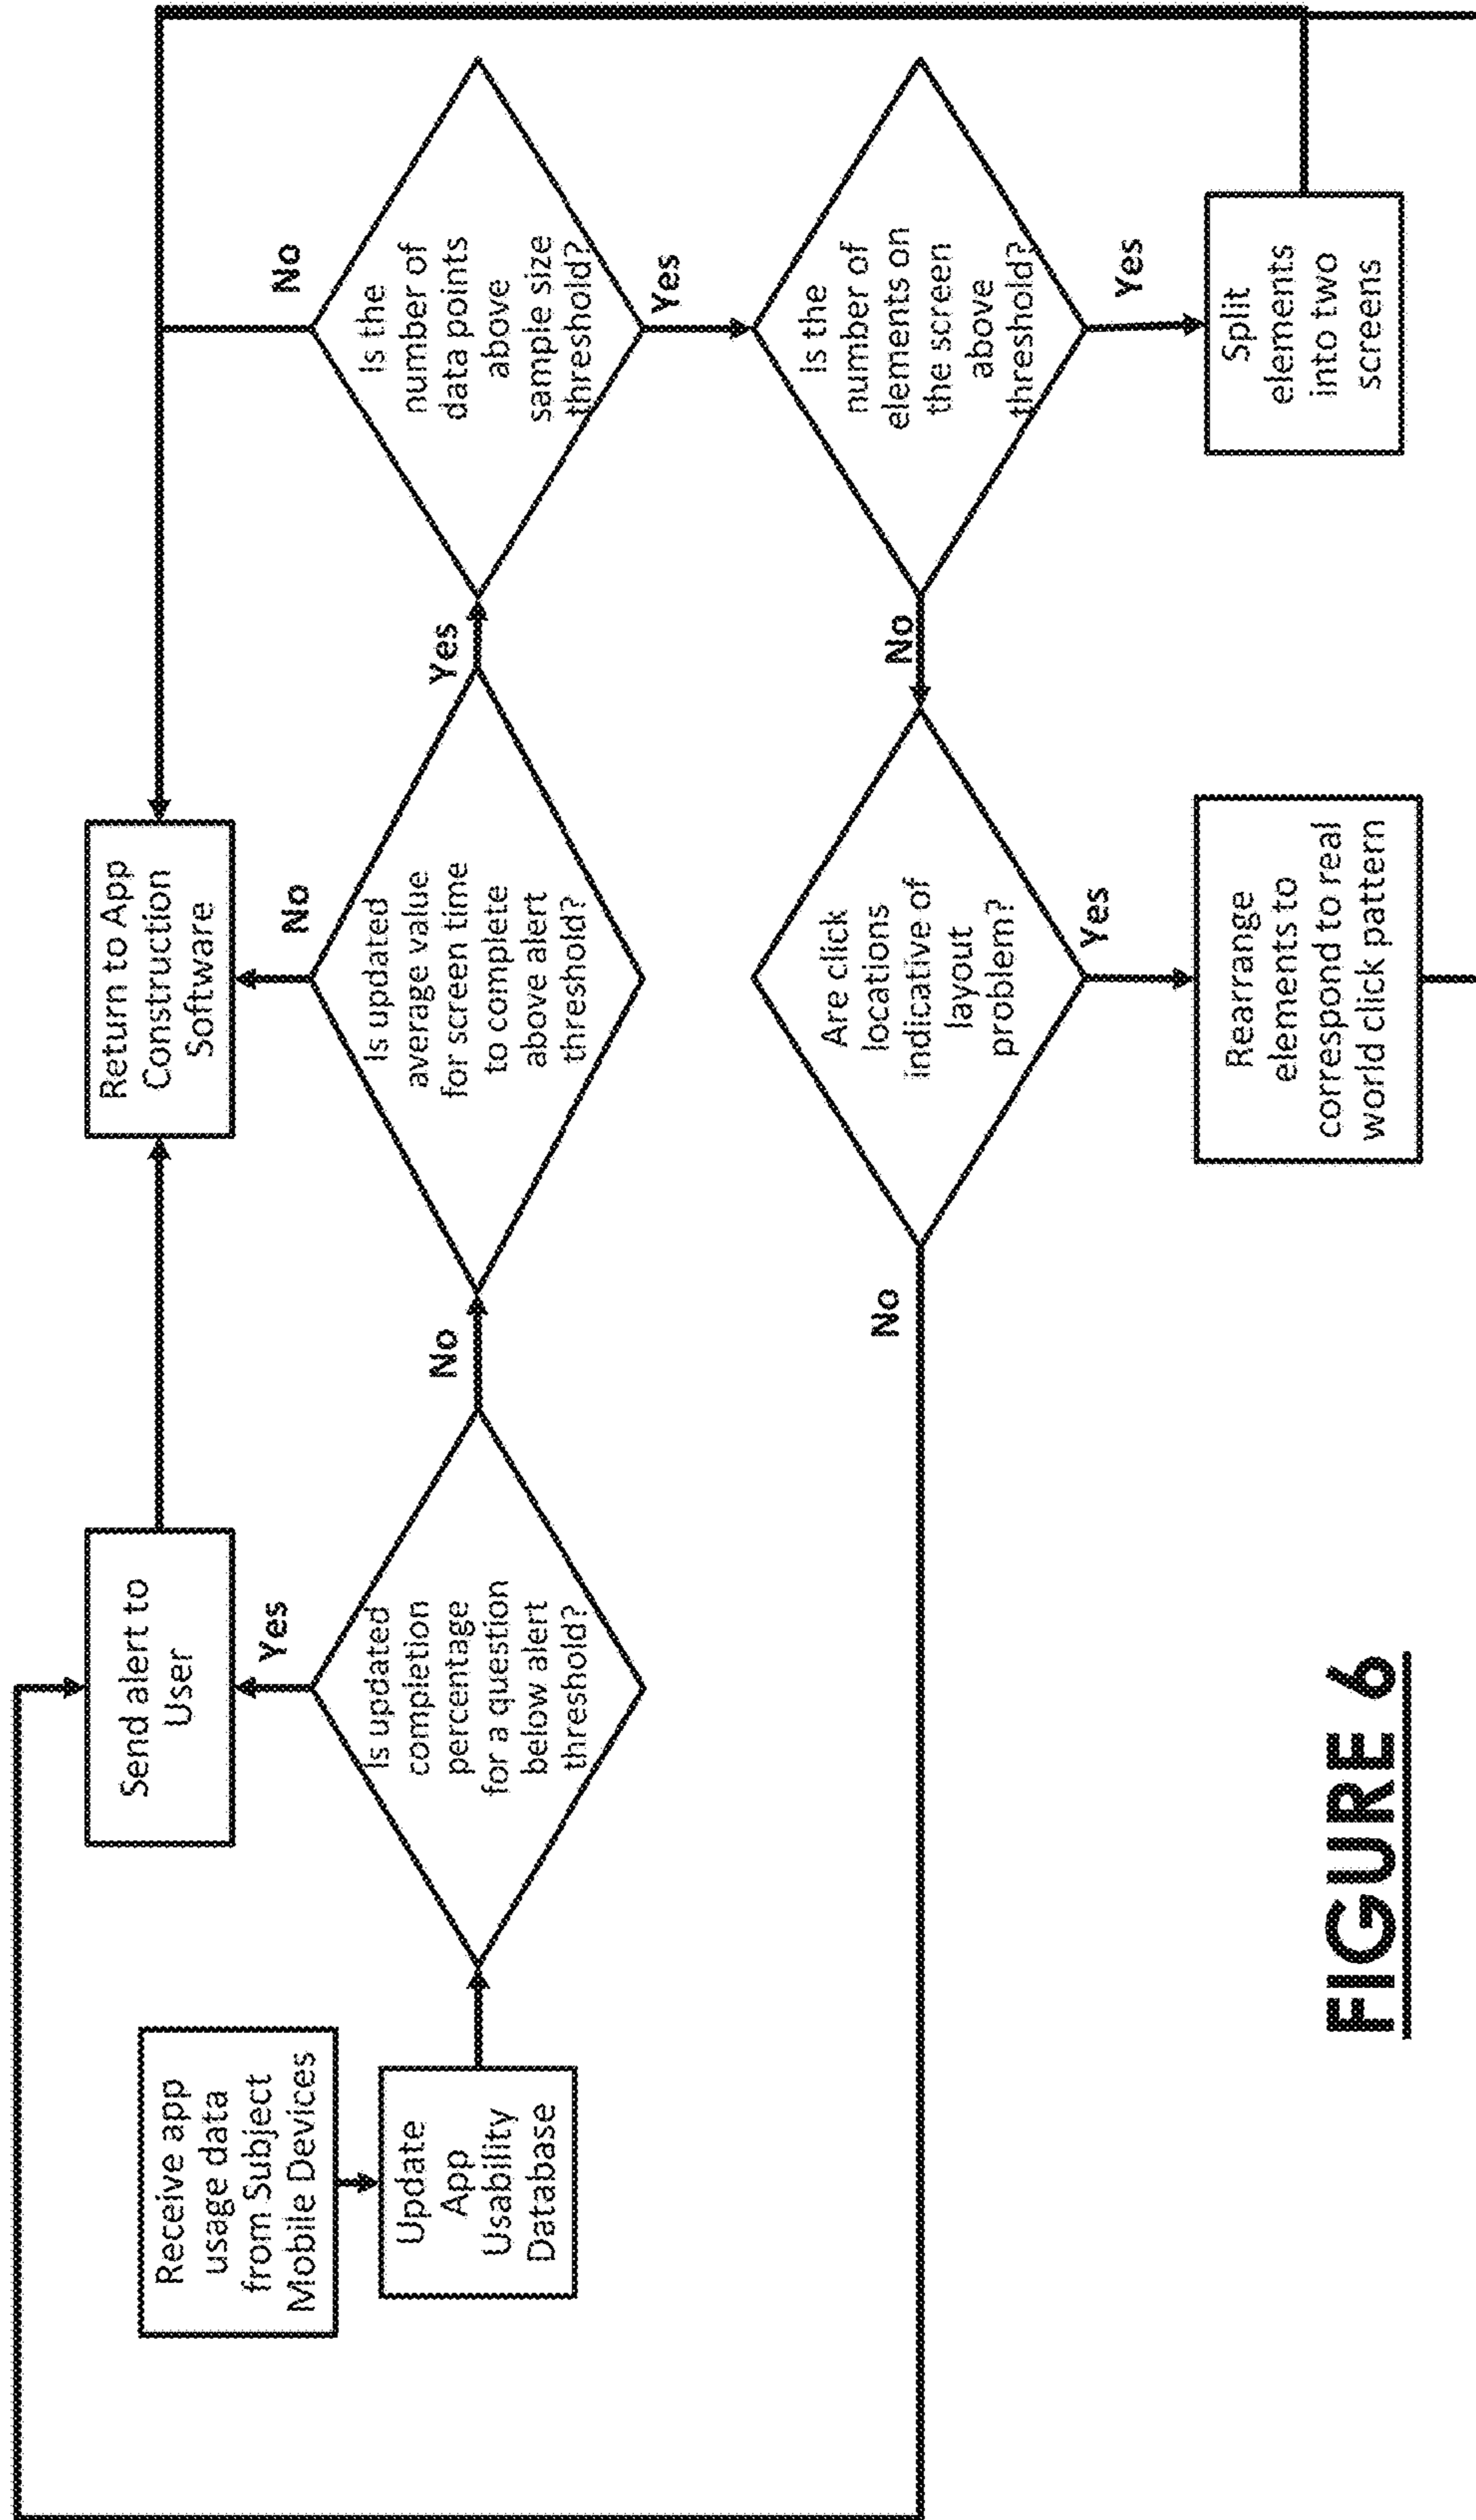 Receive app
usage data
from Subject
Mobile Devices
Update
App
Usability
Database
Send alert to
User
Yes
Is updated
completion
percentage
for a question
below alert
threshold?
No
Return to App
Construction
Software
No
Is updated
average value
for screen time
to complete
above alert
threshold?
Yes
No
Is the
number of
data points
above
sample size
threshold?
Yes
Is the
number of
elements on
the screen
above
threshold?
No
Yes
Split
elements
into two
screens
Are click
locations
indicative of
layout
problem?
No
Yes
Rearrange
elements to
correspond to real
world click pattern
FIGURE 6